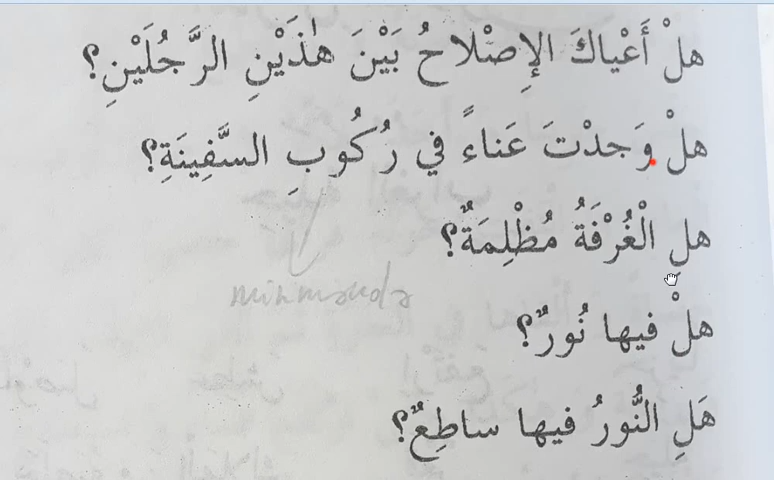 هلْ أَعْياكَ الإِصْلاحُ بَيْنَ هٰذَيْنِ الرَّجُلَيْنِ؟
هلْ وَجدْتَ عَناءً في رُكُوبِ السَّفِينَةِ؟
هلِ الْغُرْفَةُ مُظْلِمَةٌ؟
هلْ فيها نُورٌ؟
هَلِ النُّورُ فيها ساطِعٌ؟